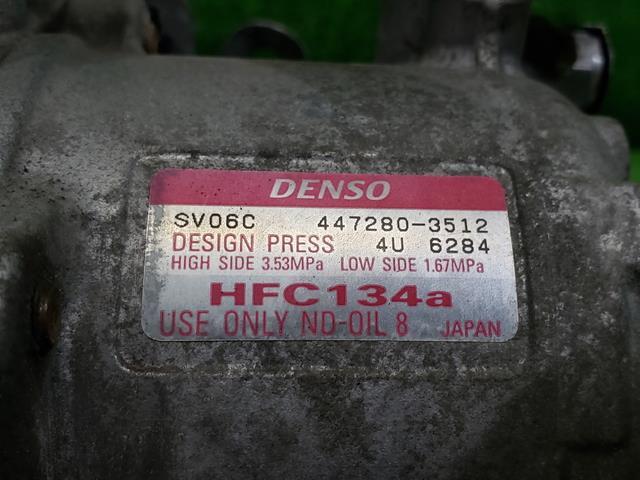 DENSO
SV06C 447280-3512
DESIGN PRESS 4U 6284
HIGH SIDE 3.53MPa LOW SIDE 1.67MPa
HFC134a
USE ONLY ND-OIL 8 JAPAN